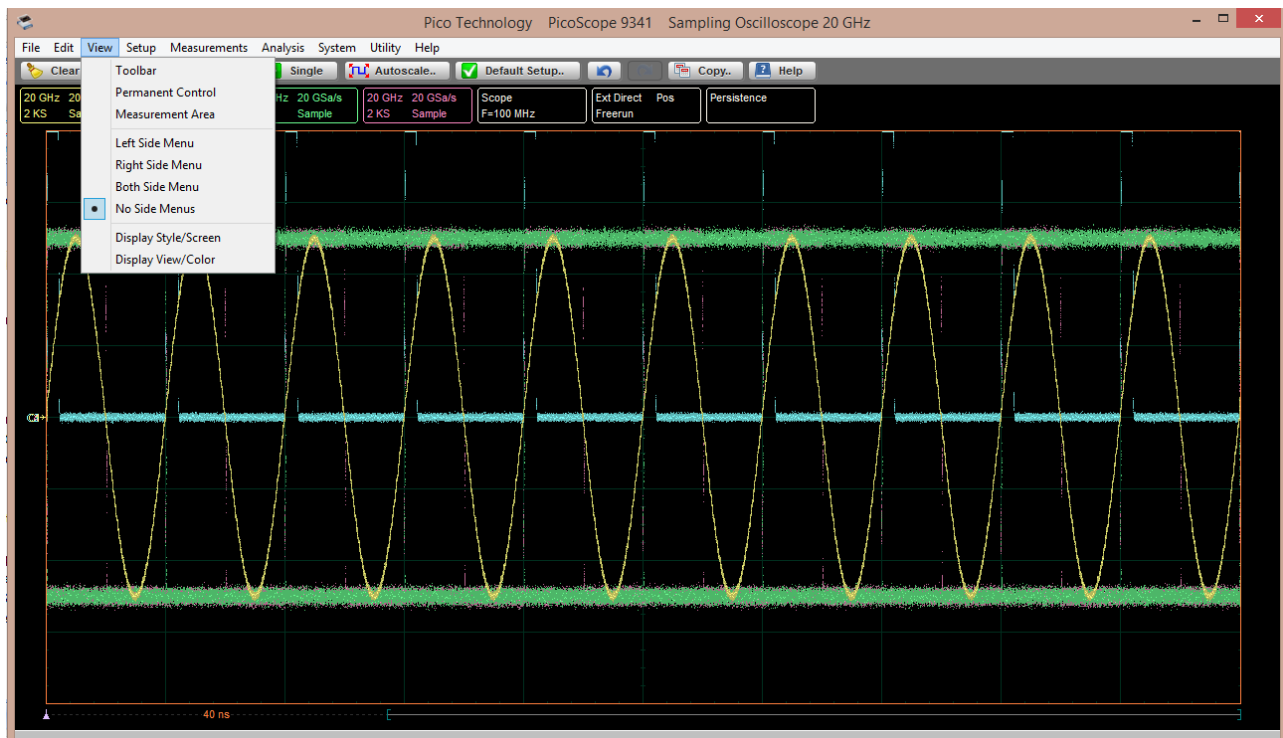 Pico Technology PicoScope 9341 Sampling Oscilloscope 20 GHz
File Edit View Setup Measurements Analysis System Utility Help
Clear Single Autoscale.. Default Setup.. Copy.. Help
Toolbar
Permanent Control
Measurement Area
Left Side Menu
Right Side Menu
Both Side Menu
No Side Menus
Display Style/Screen
Display View/Color
20 GHz 20 Hz 20 GSa/s 20 GHz 20 GSa/s Scope Ext Direct Pos Persistence
2 KS Sa Sample 2 KS Sample F=100 MHz Freerun
40 ns